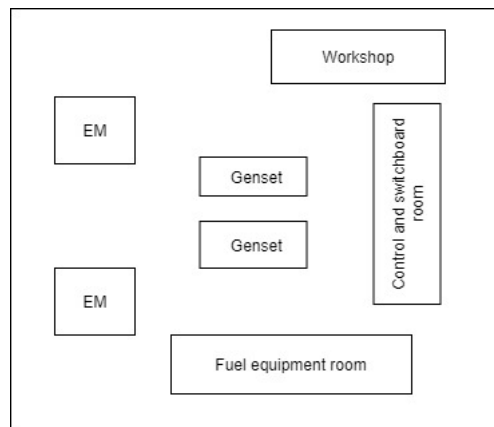 Workshop
EM
Genset
Control and switchboard
room
Genset
EM
Fuel equipment room